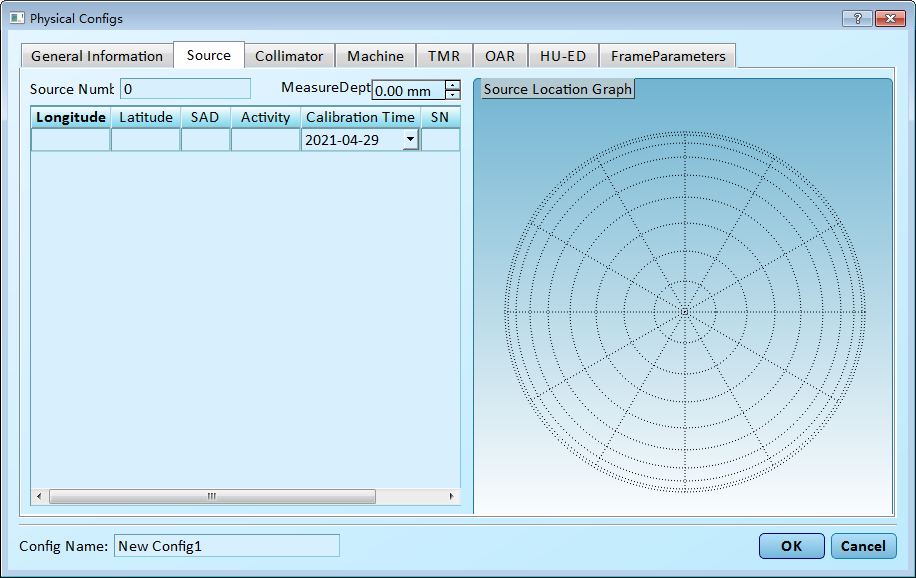 Physical Configs
?
General Information Source Collimator Machine TMR OAR HU-ED FrameParameters
Source Numb 0 MeasureDept 0.00 mm
Source Location Graph
Longitude Latitude SAD Activity Calibration Time SN
2021-04-29
Config Name: New Config1
OK Cancel